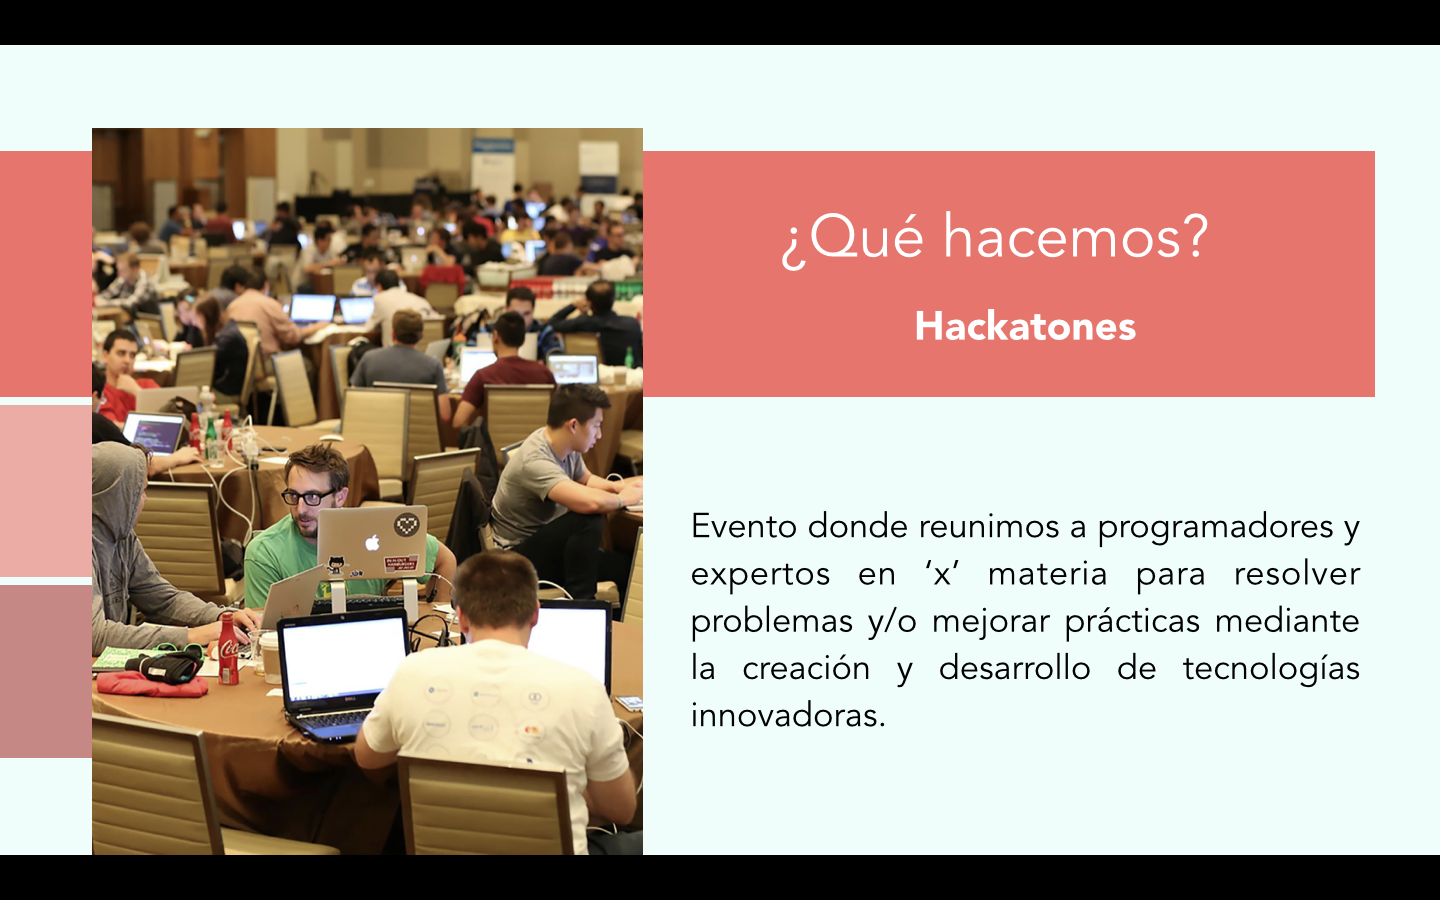 ¿Qué hacemos?
Hackatones
Evento donde reunimos a programadores y
expertos en ‘x’ materia para resolver
problemas y/o mejorar prácticas mediante
la creación y desarrollo de tecnologías
innovadoras.